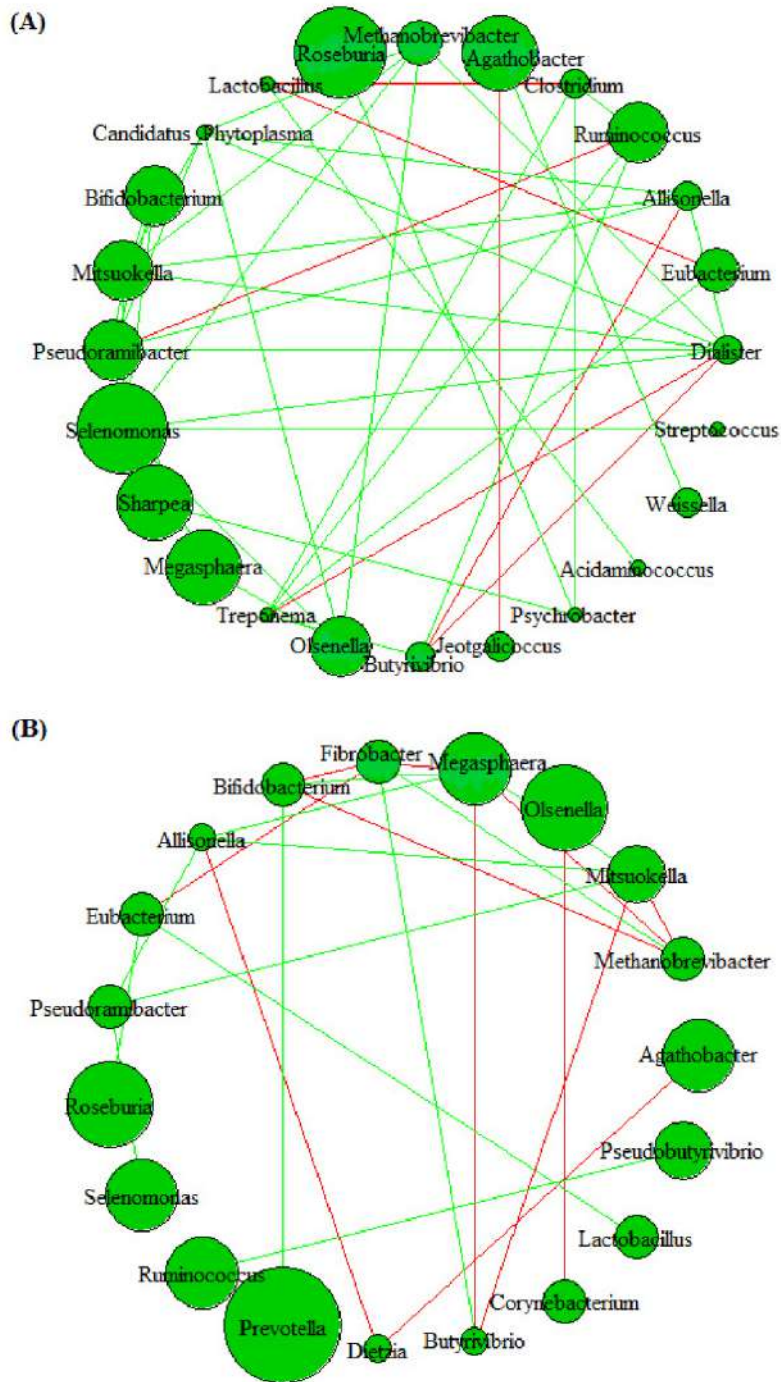 (A)
Methanobrevibacter
Roseburia
Agathobacter
Lactobacillus
Clostridium
Candidatus_Phytoplasma
Ruminococcus
Bifidobacterium
Allisonella
Mitsuokella
Eubacterium
Pseudoramibacter
Dialister
Selenomonas
Streptococcus
Sharpea
Weissella
Megasphaera
Acidaminococcus
Treponema
Psychrobacter
Olsenella
Jeotgalicoccus
Butyrivibrio
(B)
Fibrobacter
Megasphaera
Bifidobacterium
Olsenella
Allisonella
Mitsuokella
Eubacterium
Methanobrevibacter
Pseudoramibacter
Agathobacter
Roseburia
Pseudobutyrivibrio
Selenomonas
Lactobacillus
Ruminococcus
Corynebacterium
Prevotella
Butyrivibrio
Dietzia